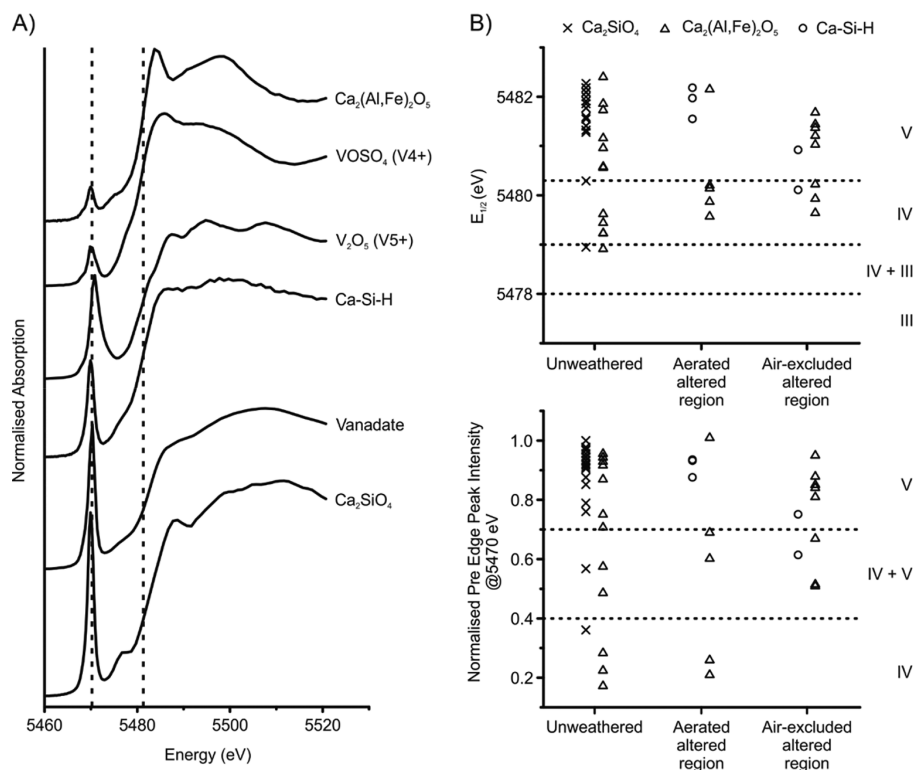 A)
Ca2(Al,Fe)2O5
VOSO4 (V4+)
V2O5 (V5+)
Ca-Si-H
Vanadate
Ca2SiO4
Normalised Absorption
5460 5480 5500 5520
Energy (eV)
B)
× Ca2SiO4 △ Ca2(Al,Fe)2O5 ○ Ca-Si-H
5482
5480
5478
E1/2 (eV)
V
IV
IV + III
III
Unweathered Aerated Air-excluded
altered altered
region region
1.0
0.8
0.6
0.4
0.2
Normalised Pre Edge Peak Intensity
@5470 eV
V
IV + V
IV
Unweathered Aerated Air-excluded
altered altered
region region